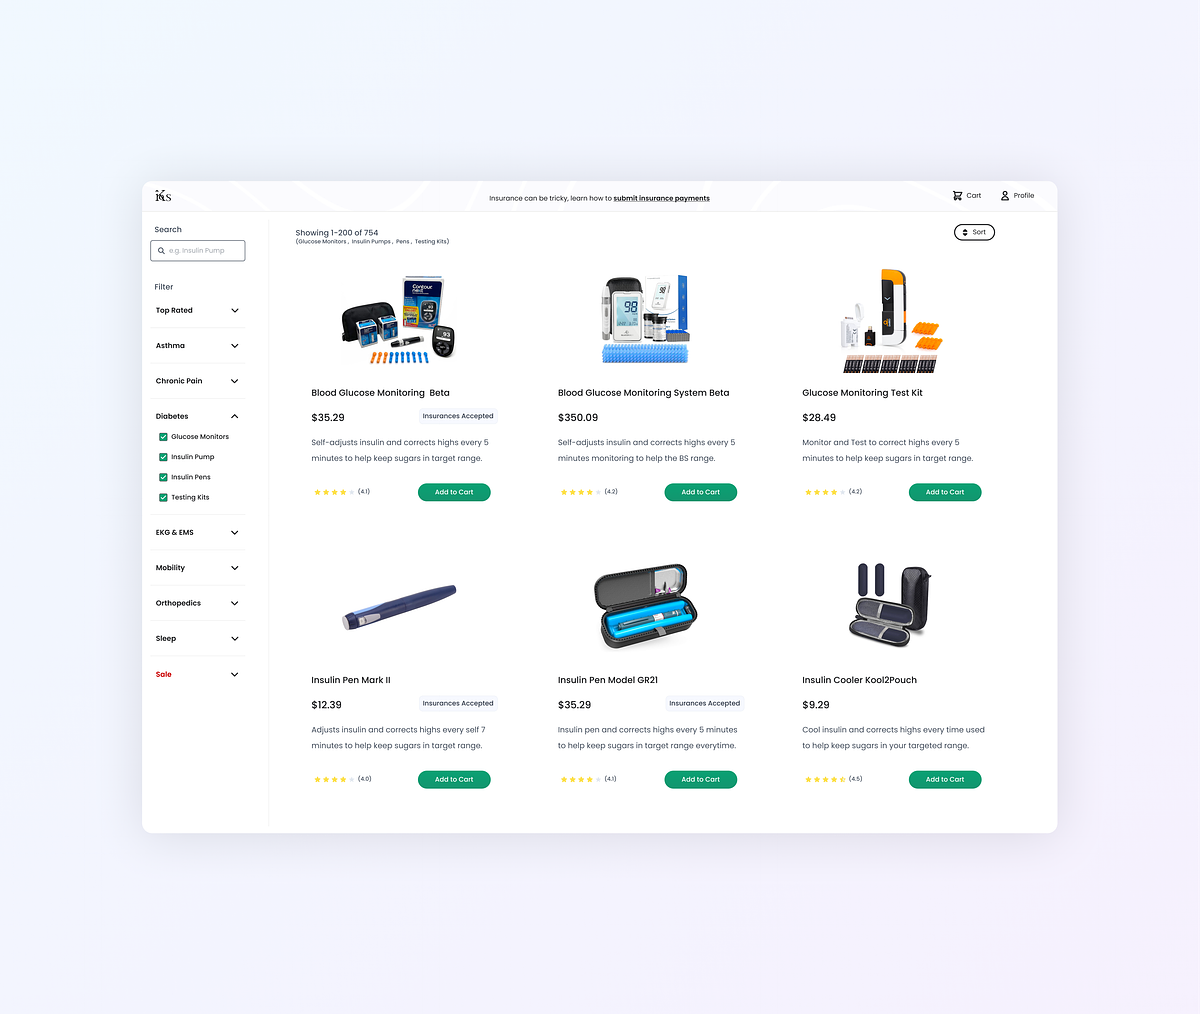 KS
Insurance can be tricky, learn how to submit insurance payments
Cart
Profile
Search
e.g. Insulin Pump
Filter
Top Rated
Asthma
Chronic Pain
Diabetes
Glucose Monitors
Insulin Pump
Insulin Pens
Testing Kits
EKG & EMS
Mobility
Orthopedics
Sleep
Sale
Showing 1-200 of 754
(Glucose Monitors , Insulin Pumps , Pens , Testing Kits)
Sort
Contour
next
93
98
98
Blood Glucose Monitoring Beta
$35.29
Insurances Accepted
Self-adjusts insulin and corrects highs every 5
minutes to help keep sugars in target range.
(4.1)
Add to Cart
Blood Glucose Monitoring System Beta
$350.09
Self-adjusts insulin and corrects highs every 5
minutes monitoring to help the BS range.
(4.2)
Add to Cart
Glucose Monitoring Test Kit
$28.49
Monitor and Test to correct highs every 5
minutes to help keep sugars in target range.
(4.2)
Add to Cart
Insulin Pen Mark II
$12.39
Insurances Accepted
Adjusts insulin and corrects highs every self 7
minutes to help keep sugars in target range.
(4.0)
Add to Cart
Insulin Pen Model GR21
$35.29
Insurances Accepted
Insulin pen and corrects highs every 5 minutes
to help keep sugars in target range everytime.
(4.1)
Add to Cart
Insulin Cooler Kool2Pouch
$9.29
Cool insulin and corrects highs every time used
to help keep sugars in your targeted range.
(4.5)
Add to Cart